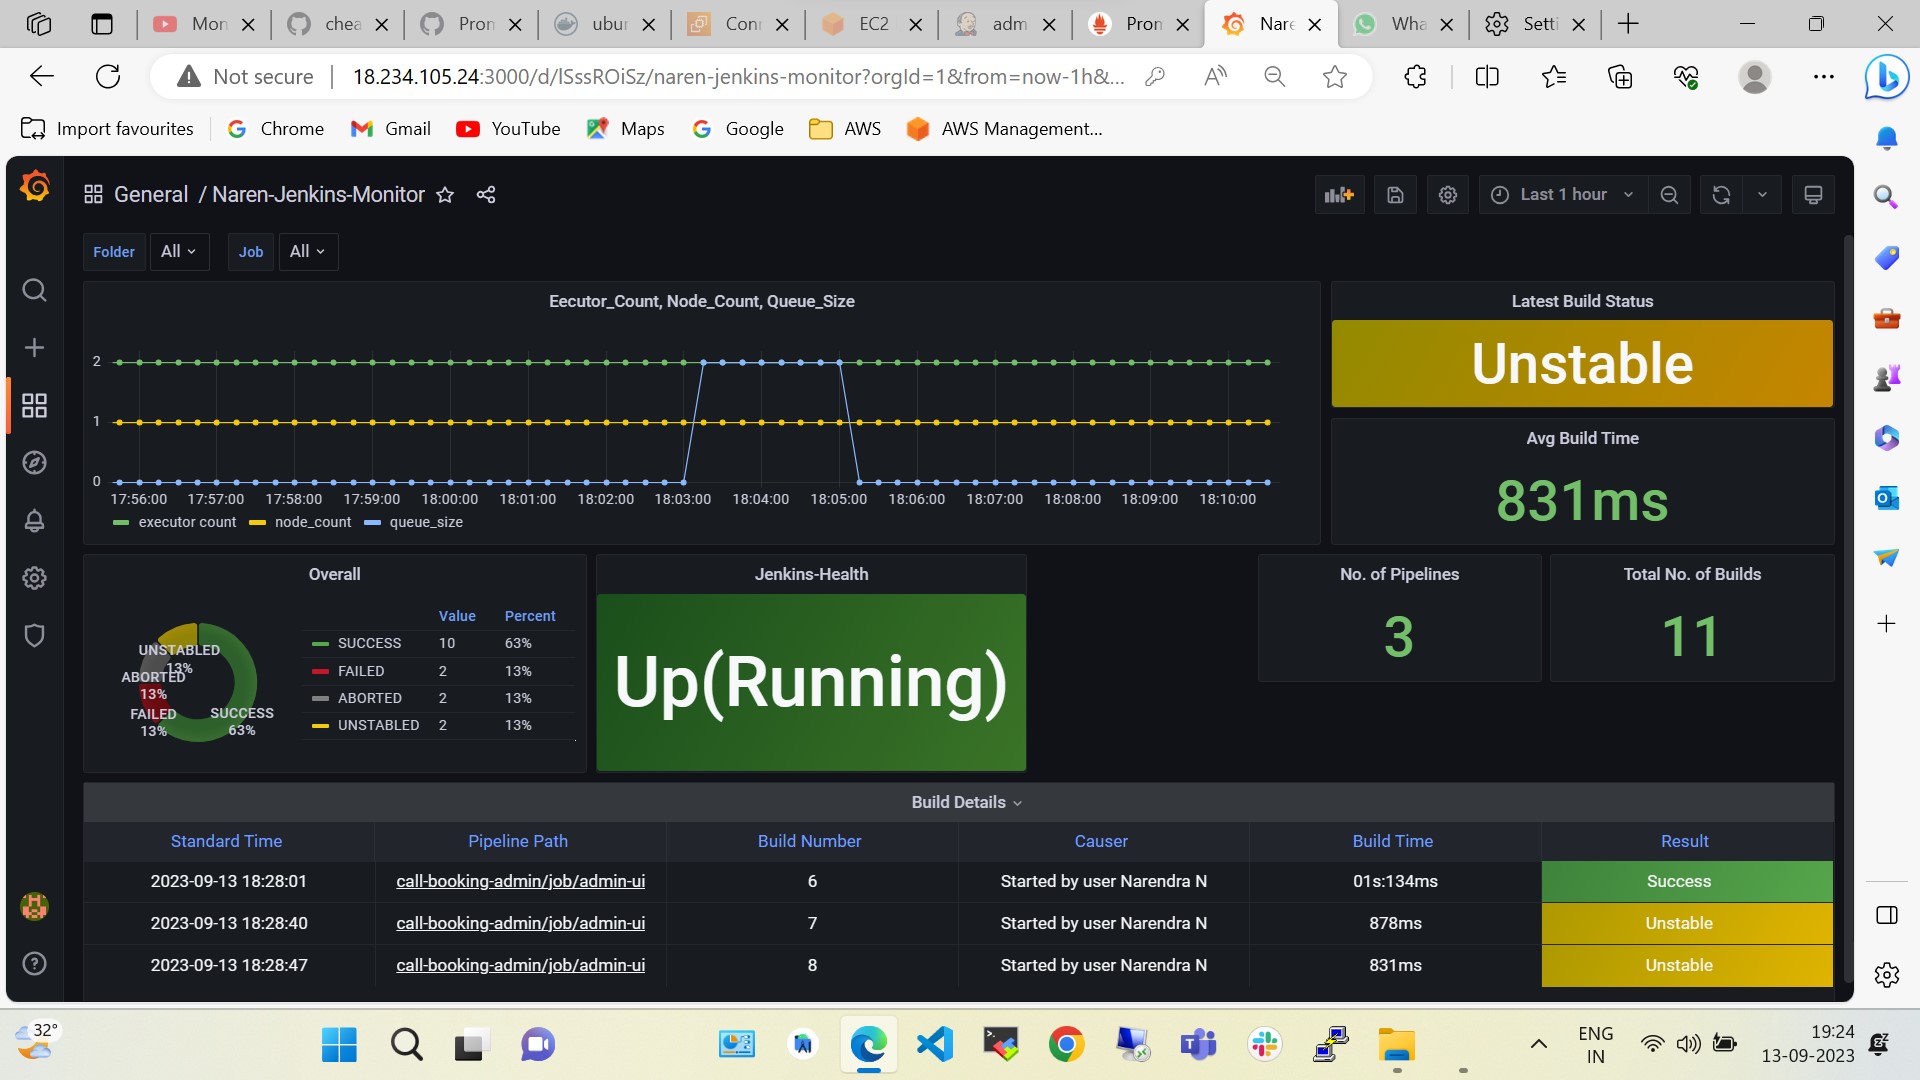 Mon
chea
Pron
ubur
Conn
EC2
adm
Pron
Nare
Wha
Setti
Not secure
18.234.105.24:3000/d/lSssROiSz/naren-jenkins-monitor?orgId=1&from=now-1h&...
Import favourites
Chrome
Gmail
YouTube
Maps
Google
AWS
AWS Management...
General / Naren-Jenkins-Monitor
Last 1 hour
Folder All Job All
Eecutor_Count, Node_Count, Queue_Size
2
1
0
17:56:00 17:57:00 17:58:00 17:59:00 18:00:00 18:01:00 18:02:00 18:03:00 18:04:00 18:05:00 18:06:00 18:07:00 18:08:00 18:09:00 18:10:00
executor count node_count queue_size
Latest Build Status
Unstable
Avg Build Time
831ms
Overall
UNSTABLED
13%
ABORTED
13%
FAILED
13%
SUCCESS
63%
Value Percent
SUCCESS 10 63%
FAILED 2 13%
ABORTED 2 13%
UNSTABLED 2 13%
Jenkins-Health
Up(Running)
No. of Pipelines
3
Total No. of Builds
11
Build Details
Standard Time Pipeline Path Build Number Causer Build Time Result
2023-09-13 18:28:01 call-booking-admin/job/admin-ui 6 Started by user Narendra N 01s:134ms Success
2023-09-13 18:28:40 call-booking-admin/job/admin-ui 7 Started by user Narendra N 878ms Unstable
2023-09-13 18:28:47 call-booking-admin/job/admin-ui 8 Started by user Narendra N 831ms Unstable
32°
ENG
IN
19:24
13-09-2023